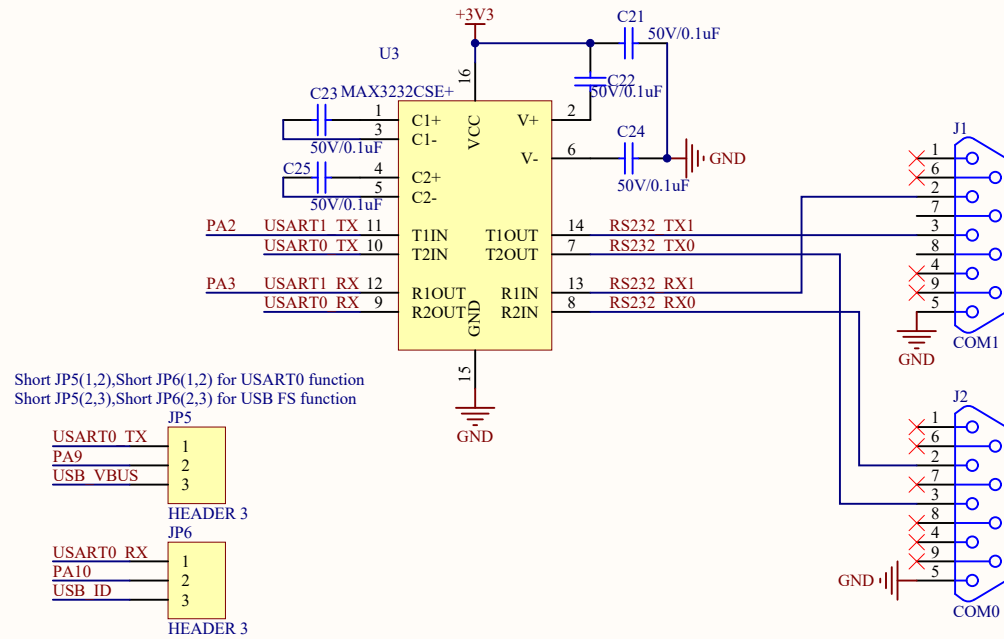 +3V3
C21
50V/0.1uF
U3
16
C22
50V/0.1uF
C23
MAX3232CSE+
1
C1+
VCC
V+
2
3
C1-
50V/0.1uF
C24
V-
6
GND
50V/0.1uF
C25
4
C2+
5
C2-
50V/0.1uF
PA2
USART1_TX
11
T1IN
T1OUT
14
RS232_TX1
USART0_TX
10
T2IN
T2OUT
7
RS232_TX0
PA3
USART1_RX
12
R1OUT
R1IN
13
RS232_RX1
USART0_RX
9
R2OUT
R2IN
8
RS232_RX0
GND
15
GND
J1
1
6
2
7
3
8
4
9
5
GND
COM1
Short JP5(1,2),Short JP6(1,2) for USART0 function
Short JP5(2,3),Short JP6(2,3) for USB FS function
JP5
USART0_TX
1
PA9
2
USB_VBUS
3
HEADER 3
JP6
USART0_RX
1
PA10
2
USB_ID
3
HEADER 3
J2
1
6
2
7
3
8
4
9
GND
5
COM0